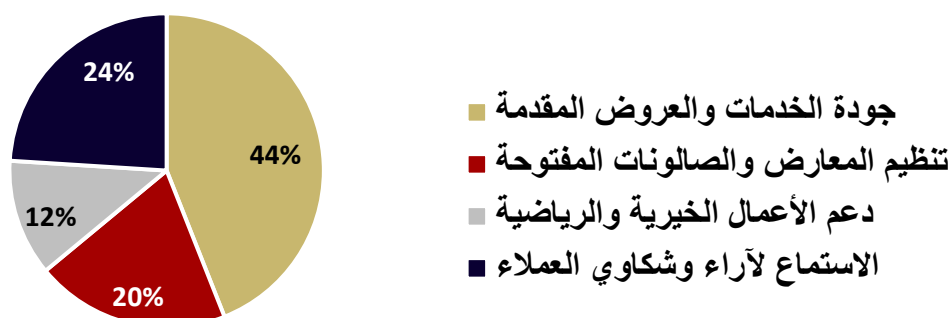 24%
44%
12%
20%
جودة الخدمات والعروض المقدمة
تنظيم المعارض والصالونات المفتوحة
دعم الأعمال الخيرية والرياضية
الاستماع لآراء وشكاوي العملاء